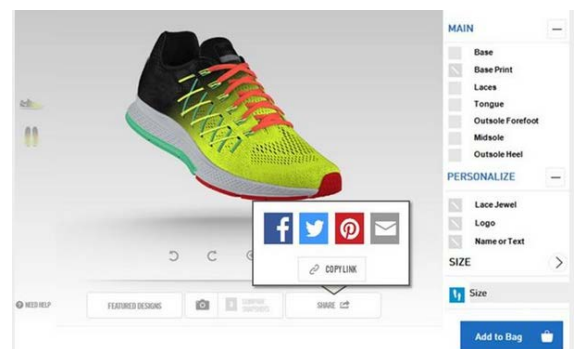 MAIN
Base
Base Print
Laces
Tongue
Outsole Forefoot
Midsole
Outsole Heel
PERSONALIZE
Lace Jewel
Logo
Name or Text
SIZE
Size
Add to Bag
COPY LINK
NEED HELP
FEATURED DESIGNS
SHARE